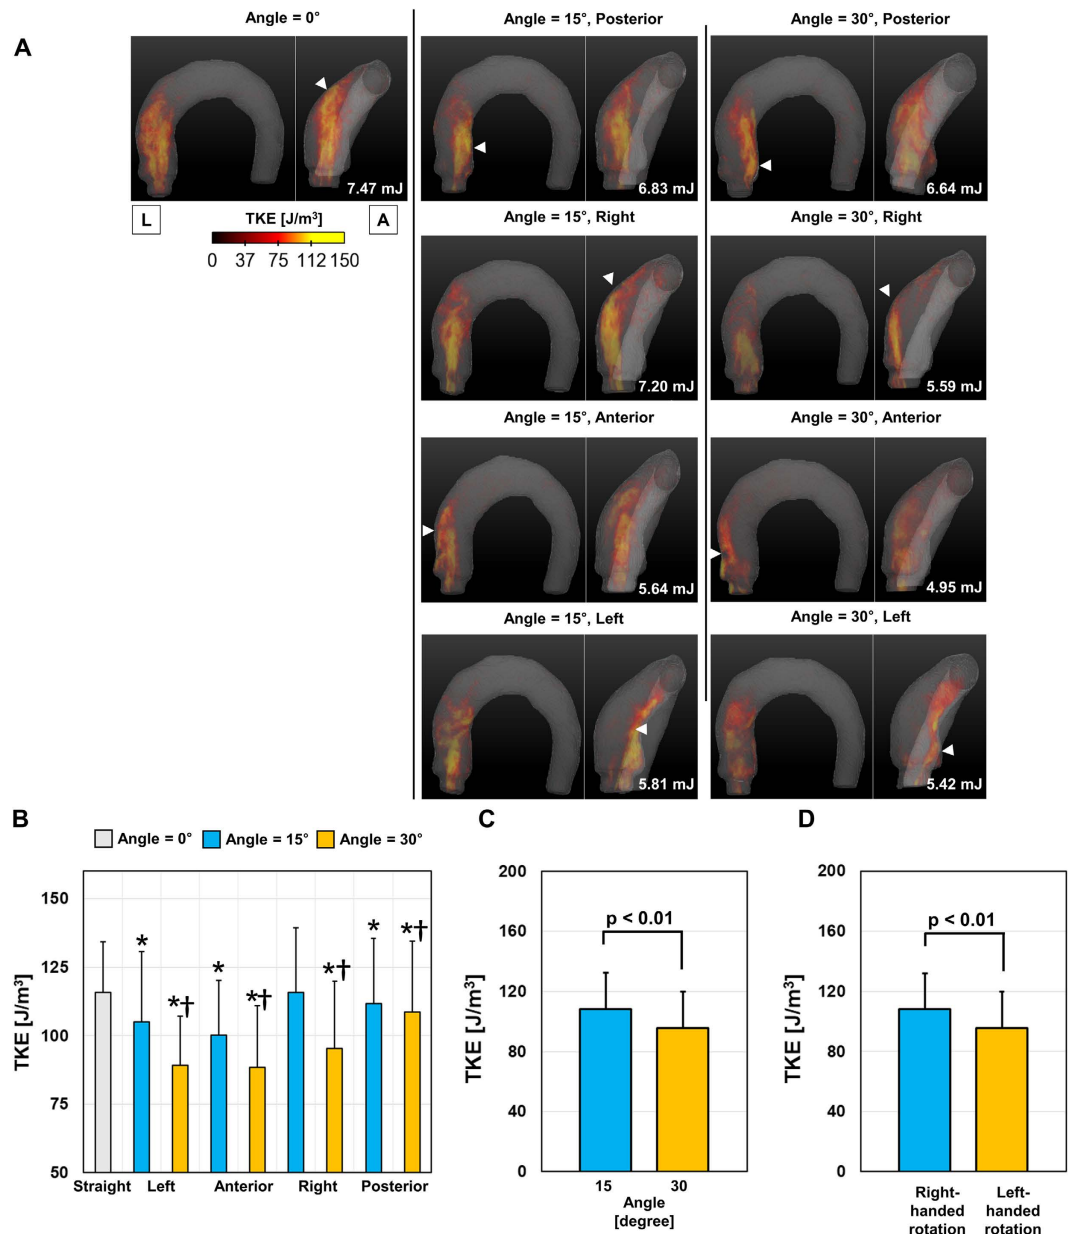 A
Angle = 0°
Angle = 15°, Posterior
Angle = 30°, Posterior
7.47 mJ
6.83 mJ
6.64 mJ
L
TKE [J/m³]
A
0 37 75 112 150
Angle = 15°, Right
Angle = 30°, Right
7.20 mJ
5.59 mJ
Angle = 15°, Anterior
Angle = 30°, Anterior
5.64 mJ
4.95 mJ
Angle = 15°, Left
Angle = 30°, Left
5.81 mJ
5.42 mJ
B
Angle = 0° Angle = 15° Angle = 30°
TKE [J/m³]
150
125
100
75
50
* *† * *† *† * *†
Straight Left Anterior Right Posterior
C
TKE [J/m³]
200
160
120
80
40
0
p < 0.01
15 30
Angle
[degree]
D
TKE [J/m³]
200
160
120
80
40
0
p < 0.01
Right-
handed
rotation
Left-
handed
rotation